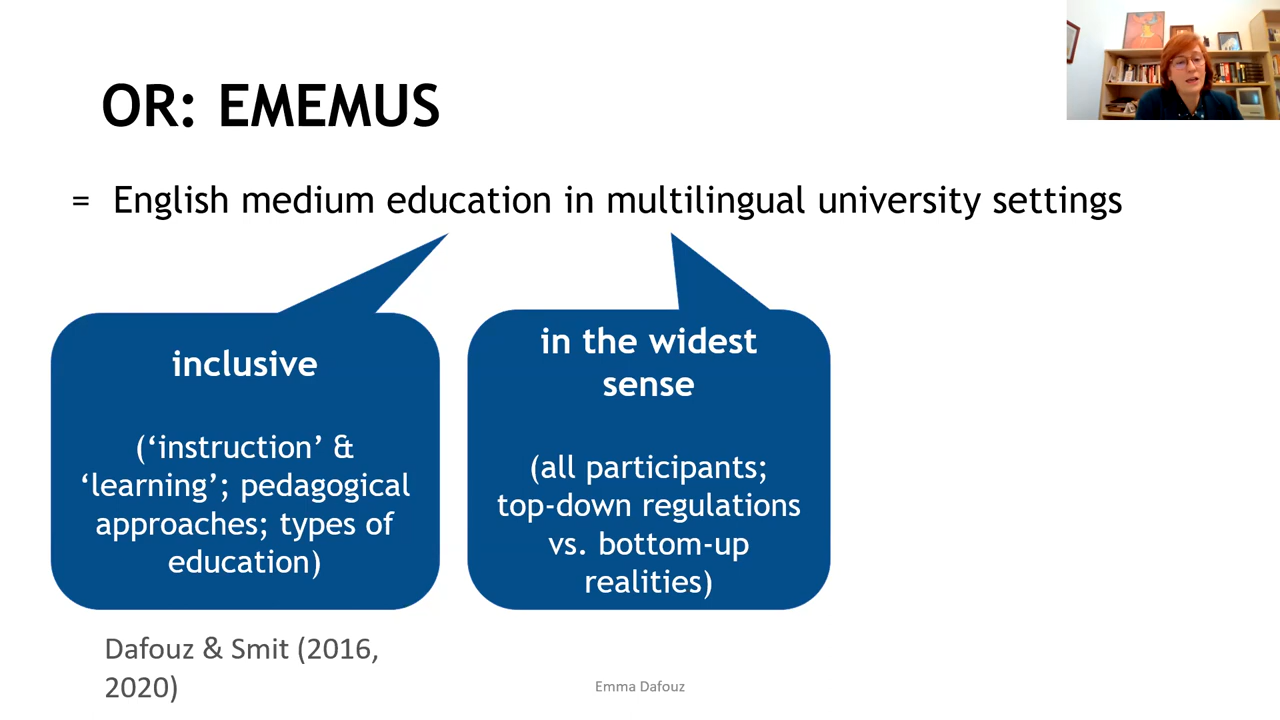 OR: EMEMUS
= English medium education in multilingual university settings
inclusive
(‘instruction’ &
‘learning’; pedagogical
approaches; types of
education)
in the widest
sense
(all participants;
top-down regulations
vs. bottom-up
realities)
Dafouz & Smit (2016,
2020)
Emma Dafouz